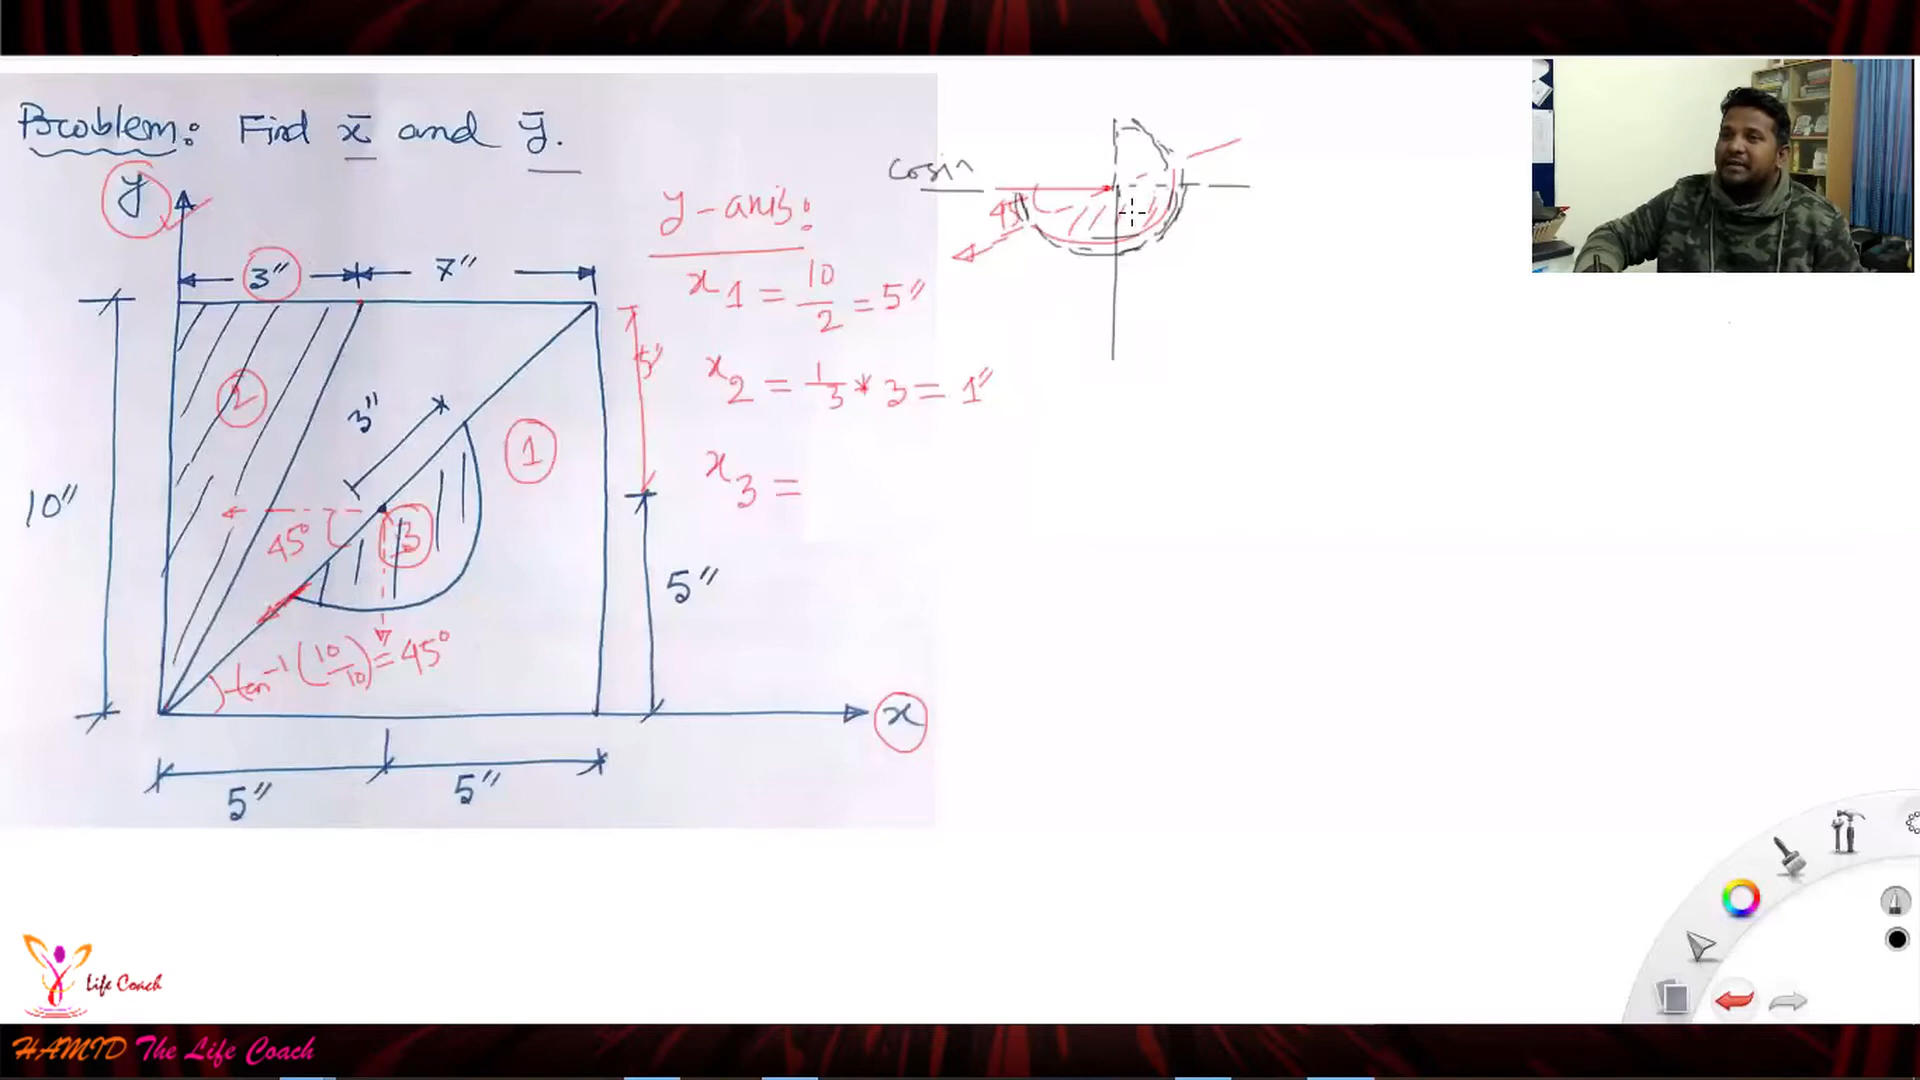 Problem: Find x̄ and ȳ.
y
3"
7"
10"
2
3"
1
45°
3
tan⁻¹(10/10) = 45°
5"
5"
5"
5"
x
y-axis:
x1 = 10/2 = 5"
x2 = 1/3 * 3 = 1"
x3 =
cosin
45
Life Coach
HAMID The Life Coach